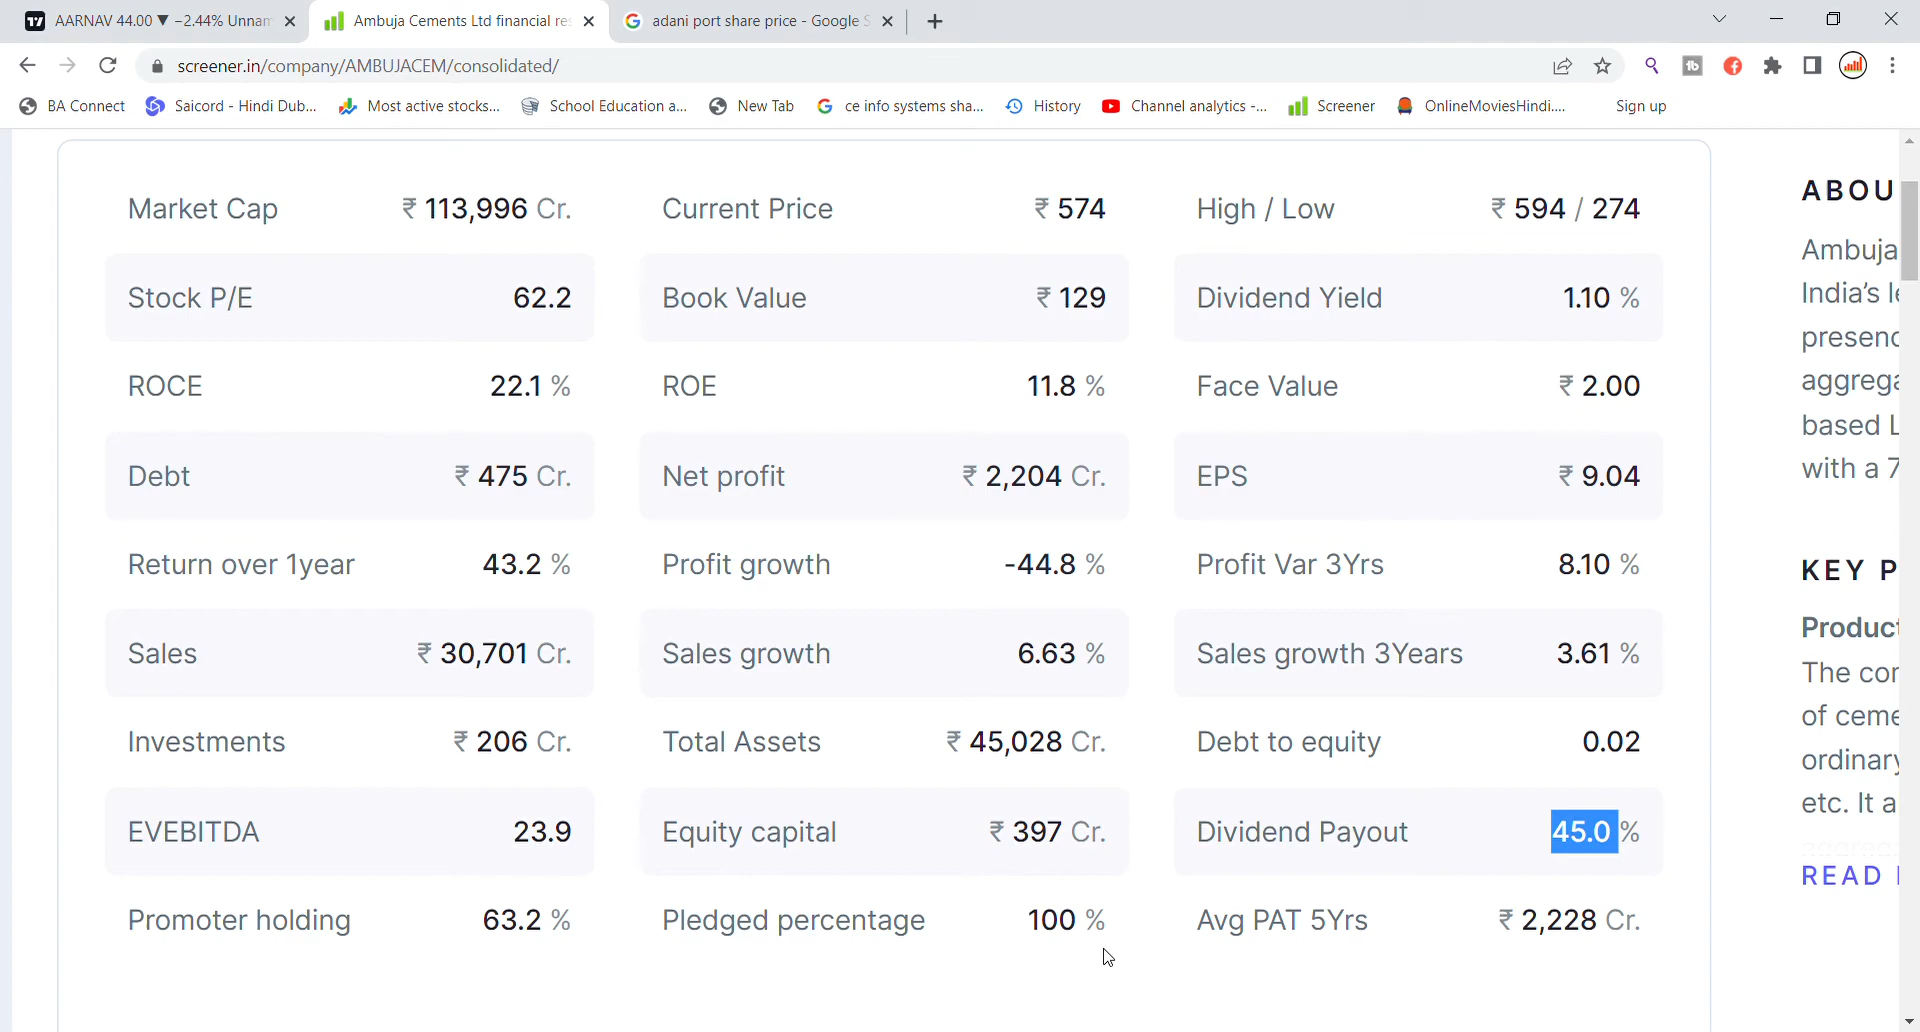 AARNAV 44.00 ▼ −2.44% Unnam
Ambuja Cements Ltd financial res
adani port share price - Google S
screener.in/company/AMBUJACEM/consolidated/
BA Connect
Saicord - Hindi Dub...
Most active stocks...
School Education a...
New Tab
ce info systems sha...
History
Channel analytics -...
Screener
OnlineMoviesHindi....
Sign up
Market Cap ₹ 113,996 Cr. Current Price ₹ 574 High / Low ₹ 594 / 274
Stock P/E 62.2 Book Value ₹ 129 Dividend Yield 1.10 %
ROCE 22.1 % ROE 11.8 % Face Value ₹ 2.00
Debt ₹ 475 Cr. Net profit ₹ 2,204 Cr. EPS ₹ 9.04
Return over 1year 43.2 % Profit growth -44.8 % Profit Var 3Yrs 8.10 %
Sales ₹ 30,701 Cr. Sales growth 6.63 % Sales growth 3Years 3.61 %
Investments ₹ 206 Cr. Total Assets ₹ 45,028 Cr. Debt to equity 0.02
EVEBITDA 23.9 Equity capital ₹ 397 Cr. Dividend Payout 45.0 %
Promoter holding 63.2 % Pledged percentage 100 % Avg PAT 5Yrs ₹ 2,228 Cr.
ABOU
Ambuja
India's le
presenc
aggrega
based L
with a 7
KEY P
Product
The con
of ceme
ordinary
etc. It a
READ